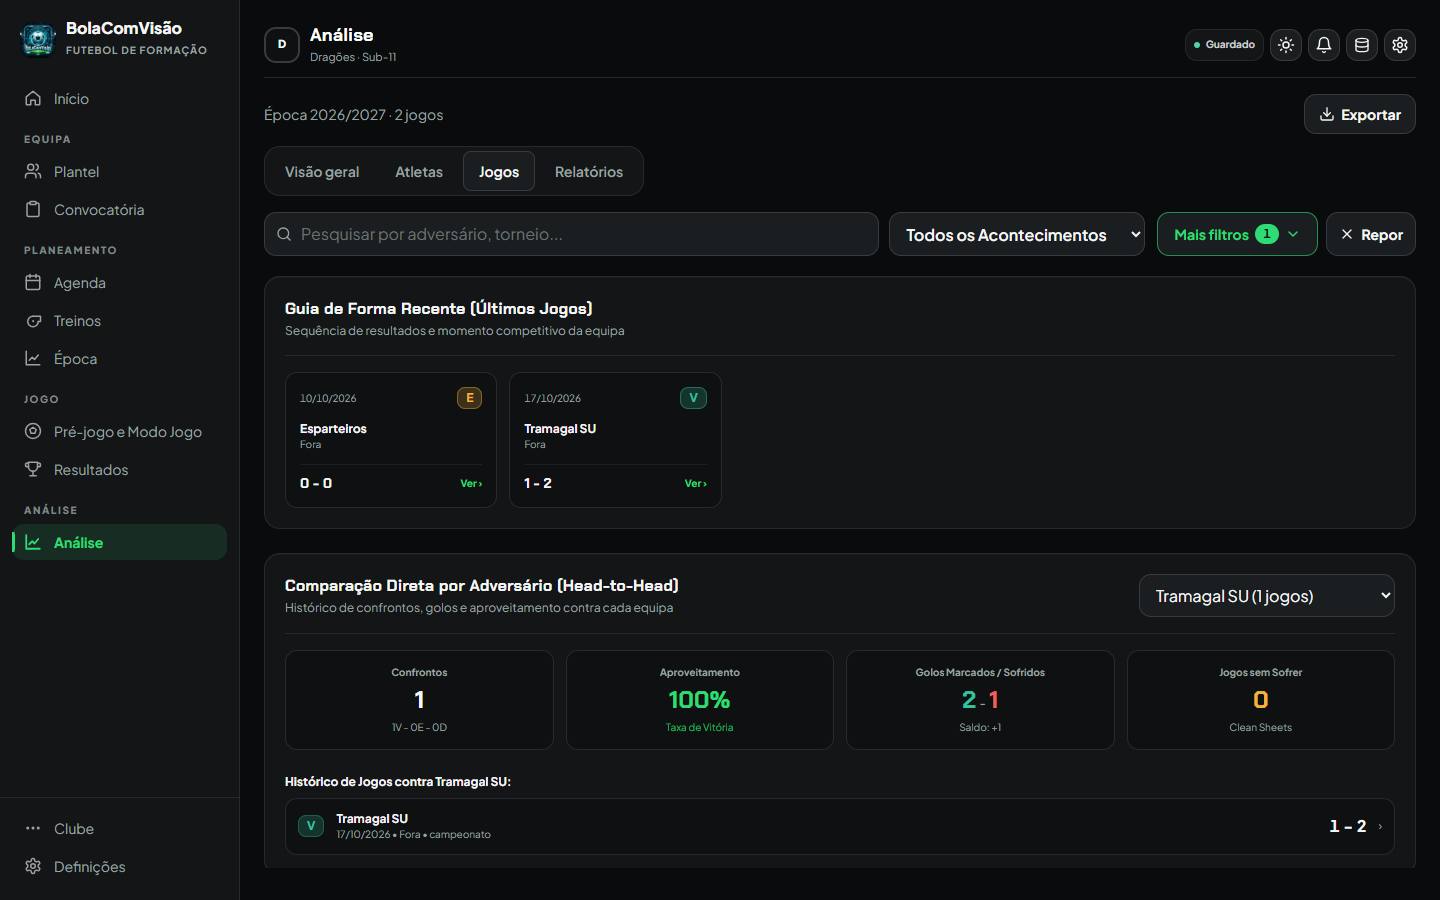 BolaComVisão
FUTEBOL DE FORMAÇÃO
Início
EQUIPA
Plantel
Convocatória
PLANEAMENTO
Agenda
Treinos
Época
JOGO
Pré-jogo e Modo Jogo
Resultados
ANÁLISE
Análise
Clube
Definições
D
Análise
Dragões · Sub-11
Guardado
Época 2026/2027 · 2 jogos
Exportar
Visão geral
Atletas
Jogos
Relatórios
Pesquisar por adversário, torneio...
Todos os Acontecimentos
Mais filtros 1
Repor
Guia de Forma Recente (Últimos Jogos)
Sequência de resultados e momento competitivo da equipa
10/10/2026
E
Esparteiros
Fora
0 - 0
Ver ›
17/10/2026
V
Tramagal SU
Fora
1 - 2
Ver ›
Comparação Direta por Adversário (Head-to-Head)
Histórico de confrontos, golos e aproveitamento contra cada equipa
Tramagal SU (1 jogos)
Confrontos
1
1V - 0E - 0D
Aproveitamento
100%
Taxa de Vitória
Golos Marcados / Sofridos
2 - 1
Saldo: +1
Jogos sem Sofrer
0
Clean Sheets
Histórico de Jogos contra Tramagal SU:
V
Tramagal SU
17/10/2026 • Fora • campeonato
1 - 2 ›